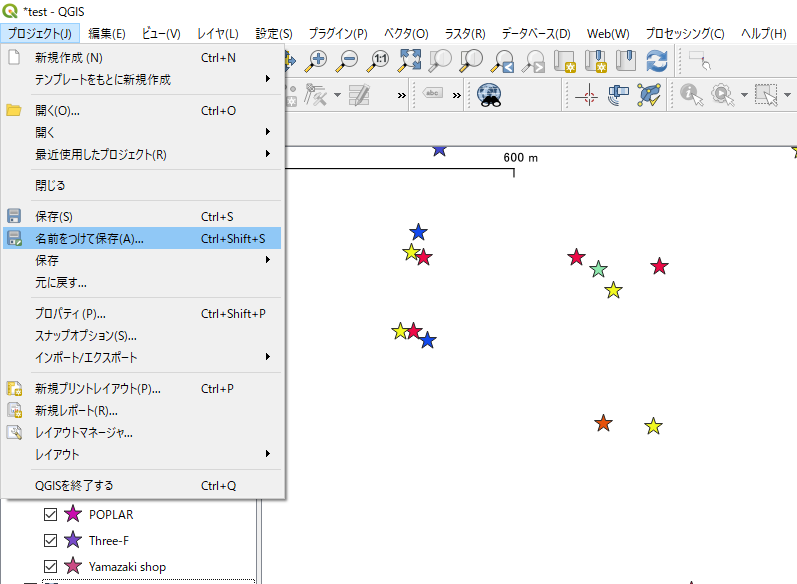 *test - QGIS
プロジェクト(J) 編集(E) ビュー(V) レイヤ(L) 設定(S) プラグイン(P) ベクタ(O) ラスタ(R) データベース(D) Web(W) プロセッシング(C) ヘルプ(H)
新規作成 (N) Ctrl+N
テンプレートをもとに新規作成
開く(O)... Ctrl+O
開く
最近使用したプロジェクト(R)
閉じる
保存(S) Ctrl+S
名前をつけて保存(A)... Ctrl+Shift+S
保存
元に戻す...
プロパティ (P)... Ctrl+Shift+P
スナップオプション(S)...
インポート/エクスポート
新規プリントレイアウト(P)... Ctrl+P
新規レポート(R)...
レイアウトマネージャ...
レイアウト
QGISを終了する Ctrl+Q
POPLAR
Three-F
Yamazaki shop
1:1
abc
600 m